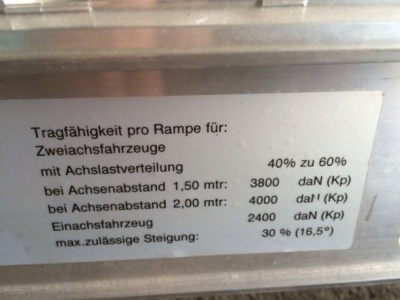 Tragfähigkeit pro Rampe für:
Zweiachsfahrzeuge
mit Achslastverteilung 40% zu 60%
bei Achsenabstand 1,50 mtr: 3800 daN (Kp)
bei Achsenabstand 2,00 mtr: 4000 daN (Kp)
Einachsfahrzeug 2400 daN (Kp)
max.zulässige Steigung: 30 % (16,5°)